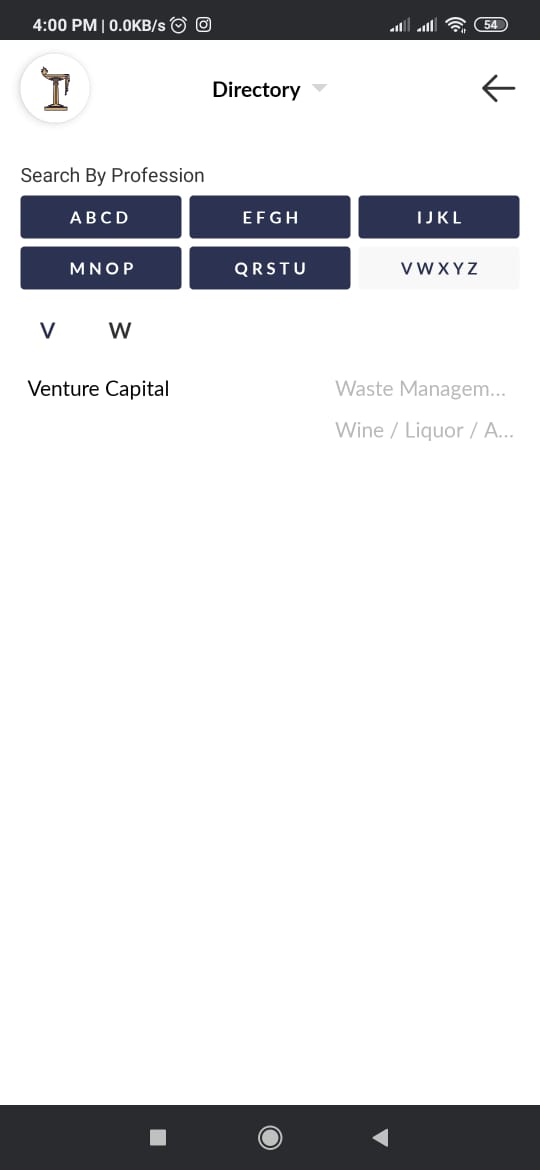 4:00 PM | 0.0KB/s 54
Directory
Search By Profession
ABCD EFGH IJKL
MNOP QRSTU VWXYZ
V W
Venture Capital Waste Managem...
Wine / Liquor / A...